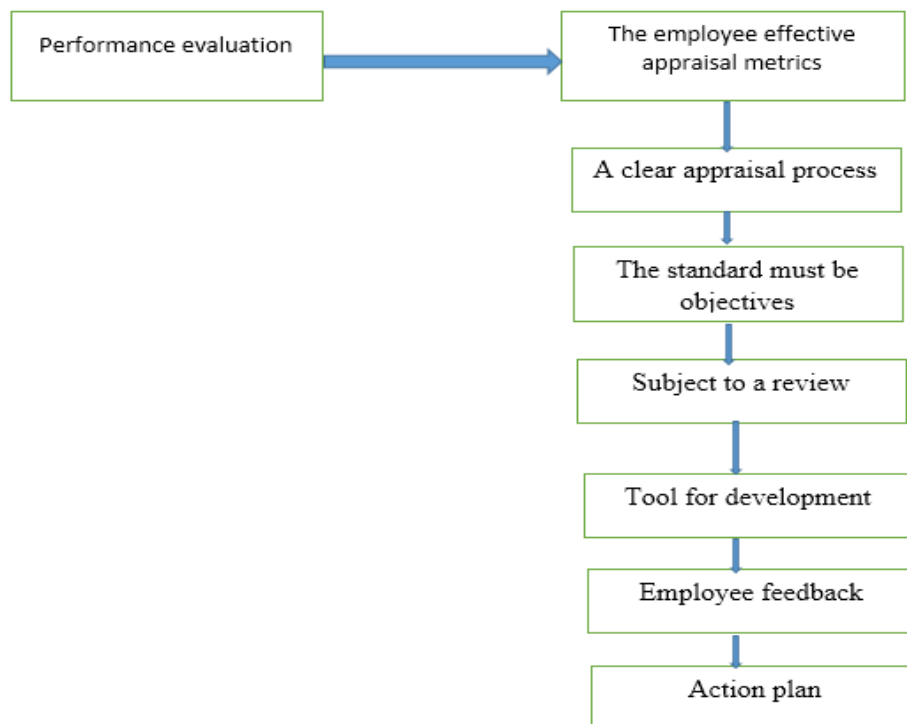 Performance evaluation
The employee effective
appraisal metrics
A clear appraisal process
The standard must be
objectives
Subject to a review
Tool for development
Employee feedback
Action plan